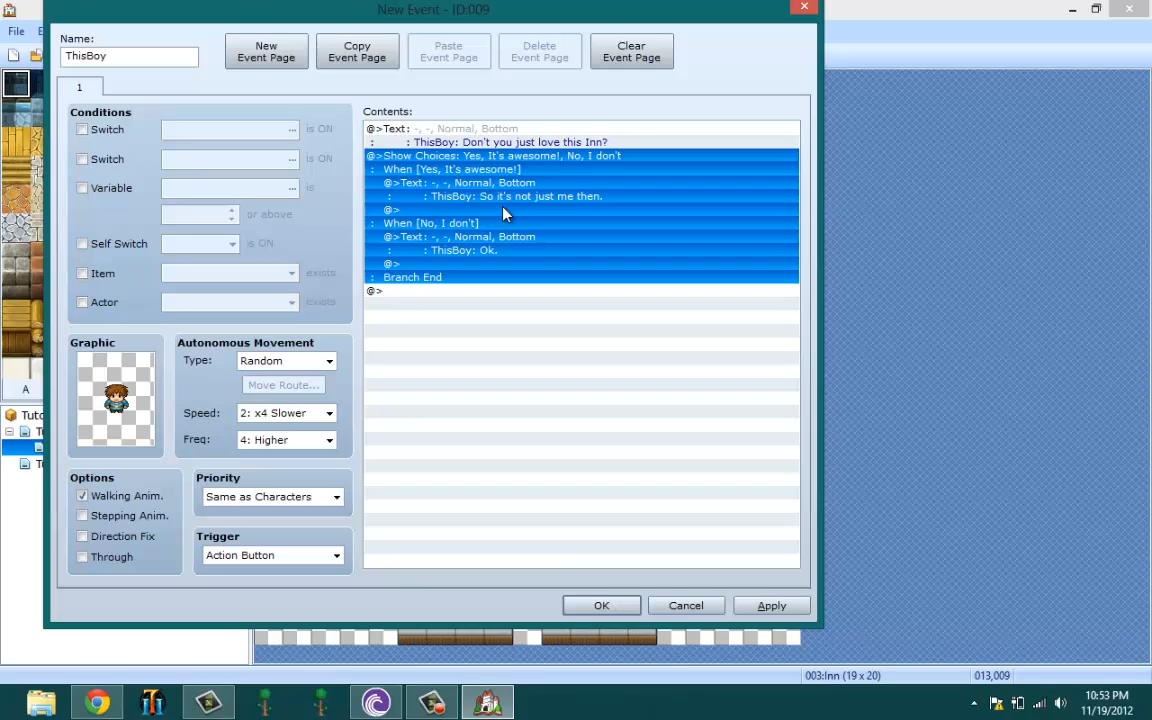 New Event - ID:009
File
Name:
ThisBoy
New
Event Page
Copy
Event Page
Paste
Event Page
Delete
Event Page
Clear
Event Page
1
Conditions
Switch
...
is ON
Switch
...
is ON
Variable
...
is
or above
Self Switch
is ON
Item
exists
Actor
exists
Graphic
Autonomous Movement
Type:
Random
Move Route...
Speed:
2: x4 Slower
Freq:
4: Higher
Options
Walking Anim.
Stepping Anim.
Direction Fix
Through
Priority
Same as Characters
Trigger
Action Button
Contents:
@>Text: -, -, Normal, Bottom
: : ThisBoy: Don't you just love this Inn?
@>Show Choices: Yes, It's awesome!, No, I don't
: When [Yes, It's awesome!]
@>Text: -, -, Normal, Bottom
: : ThisBoy: So it's not just me then.
@>
: When [No, I don't]
@>Text: -, -, Normal, Bottom
: : ThisBoy: Ok.
@>
: Branch End
@>
OK
Cancel
Apply
A
003:Inn (19 x 20)
013,009
10:53 PM
11/19/2012